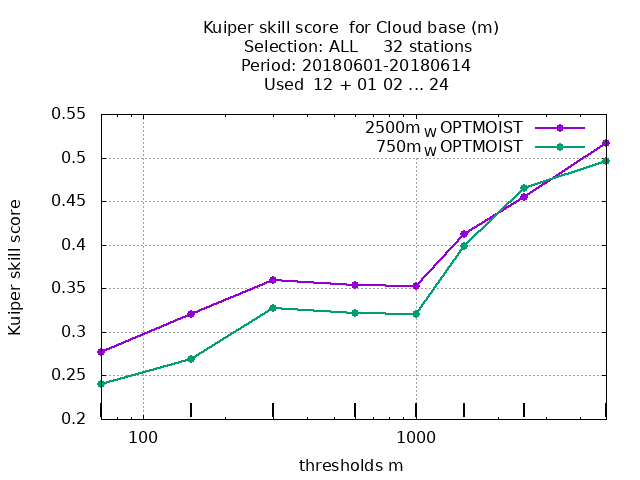 Kuiper skill score  for Cloud base (m)
Selection: ALL     32 stations
Period: 20180601-20180614
Used  12 + 01 02 ... 24
2500m_W OPTMOIST
750m_W OPTMOIST
0.55
0.5
0.45
0.4
0.35
0.3
0.25
0.2
Kuiper skill score
100 1000
thresholds m